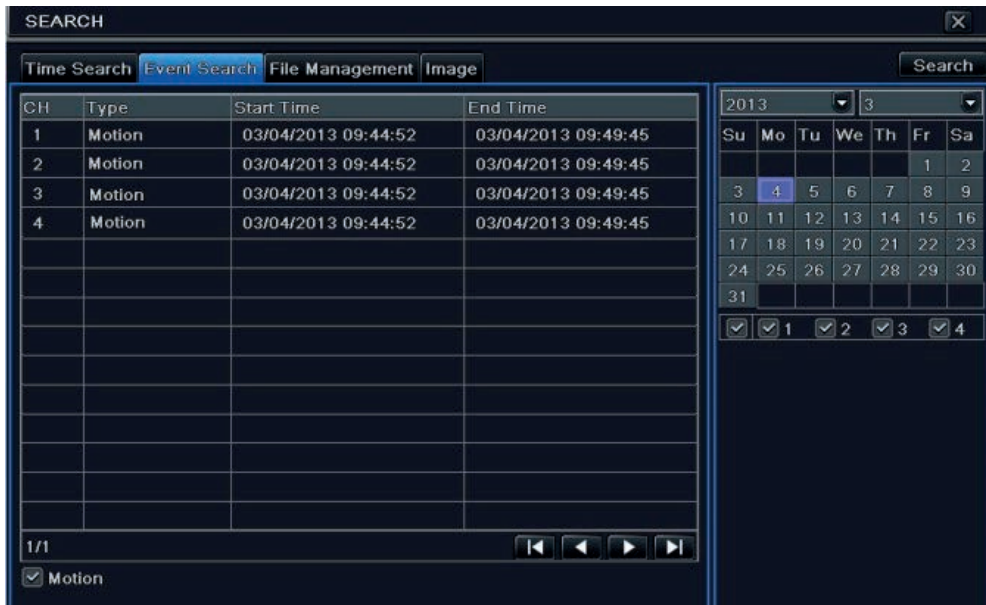 SEARCH
Time Search Event Search File Management Image Search
CH Type Start Time End Time
1 Motion 03/04/2013 09:44:52 03/04/2013 09:49:45
2 Motion 03/04/2013 09:44:52 03/04/2013 09:49:45
3 Motion 03/04/2013 09:44:52 03/04/2013 09:49:45
4 Motion 03/04/2013 09:44:52 03/04/2013 09:49:45
1/1
Motion
2013 3
Su Mo Tu We Th Fr Sa
1 2
3 4 5 6 7 8 9
10 11 12 13 14 15 16
17 18 19 20 21 22 23
24 25 26 27 28 29 30
31
1 2 3 4